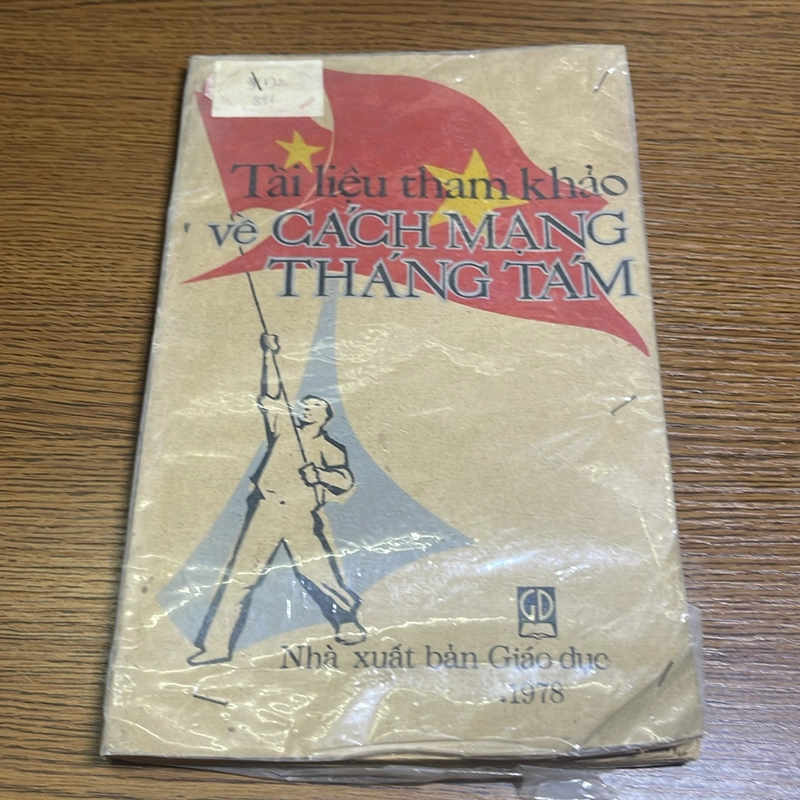 Tài liệu tham khảo
về CÁCH MẠNG
THÁNG TÁM
GD
Nhà xuất bản Giáo dục
.1978